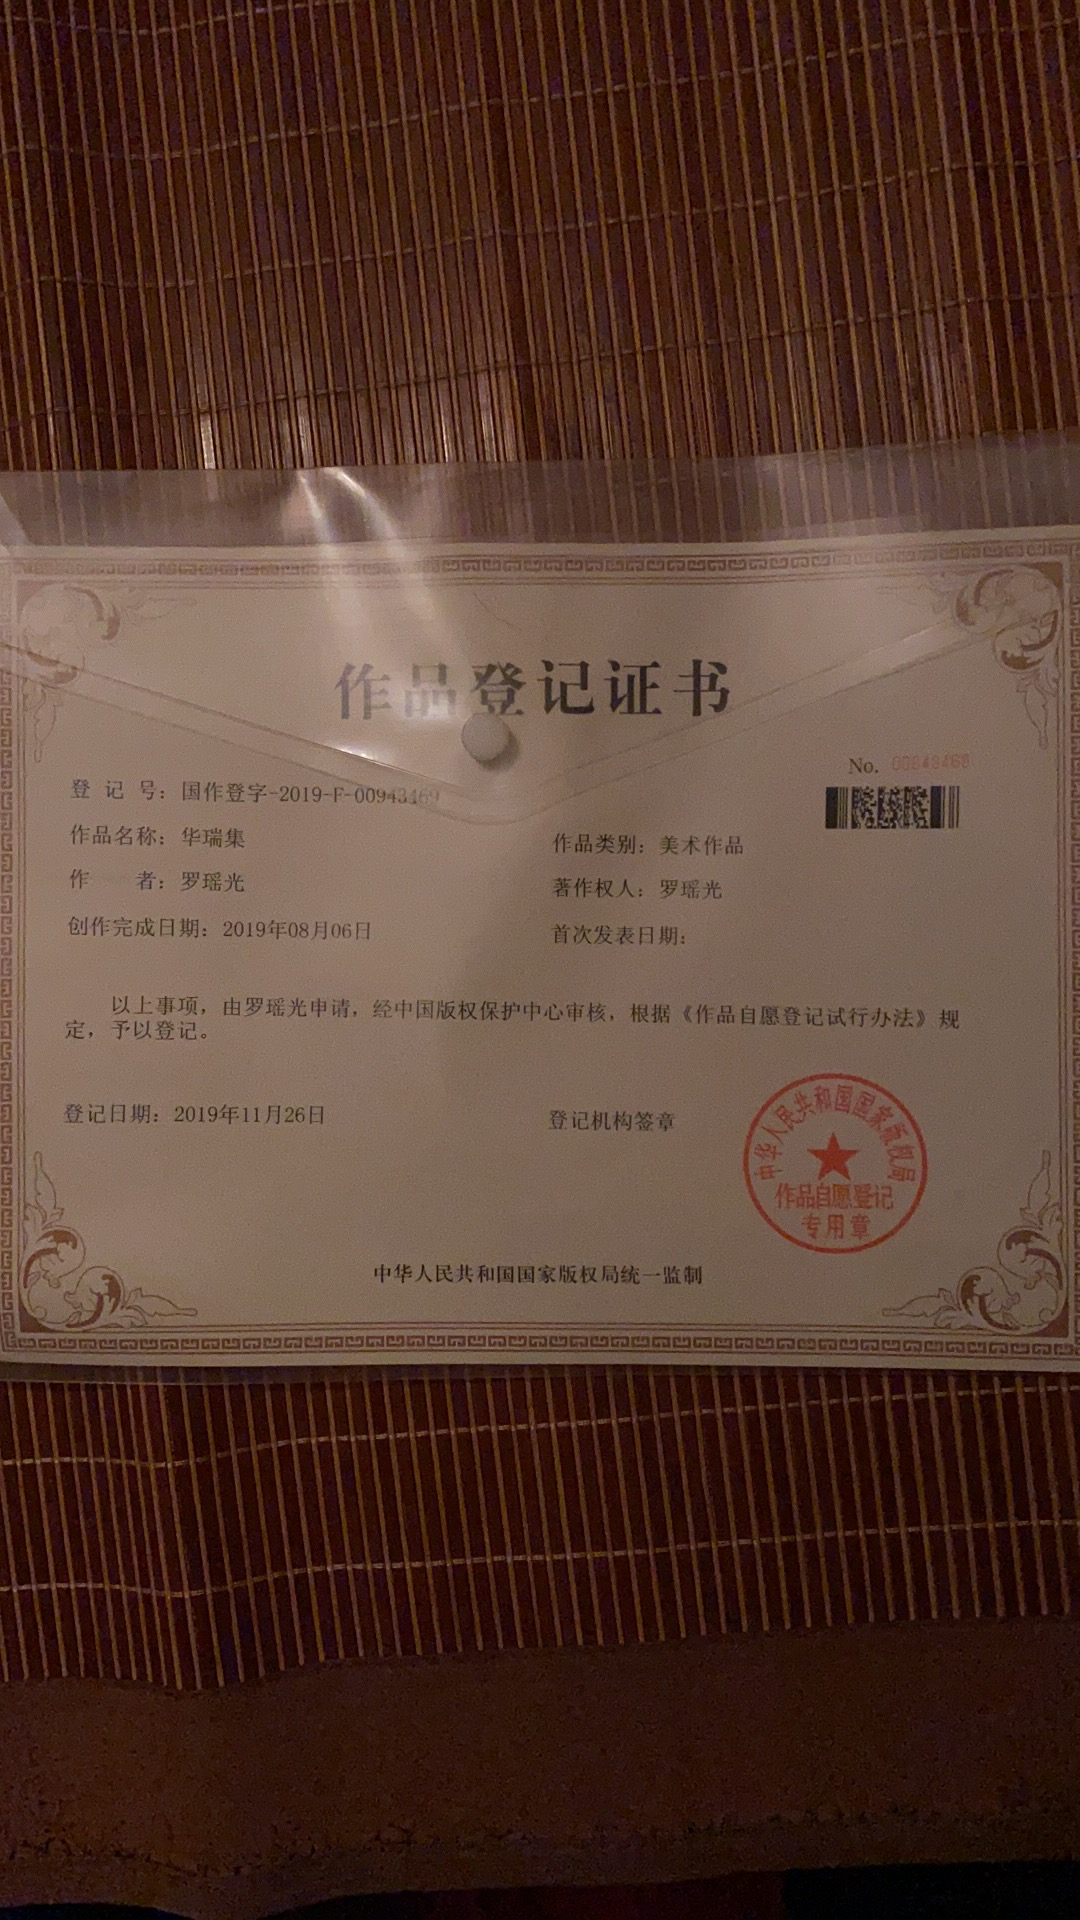 作品登记证书
No. 00848468
登 记 号：国作登字-2019-F-00943469
作品名称：华瑞集
作品类别：美术作品
作 者：罗瑶光
著作权人：罗瑶光
创作完成日期：2019年08月06日
首次发表日期：
以上事项，由罗瑶光申请，经中国版权保护中心审核，根据《作品自愿登记试行办法》规
定，予以登记。
登记日期：2019年11月26日
登记机构签章
中华人民共和国国家版权局
作品自愿登记
专用章
中华人民共和国国家版权局统一监制